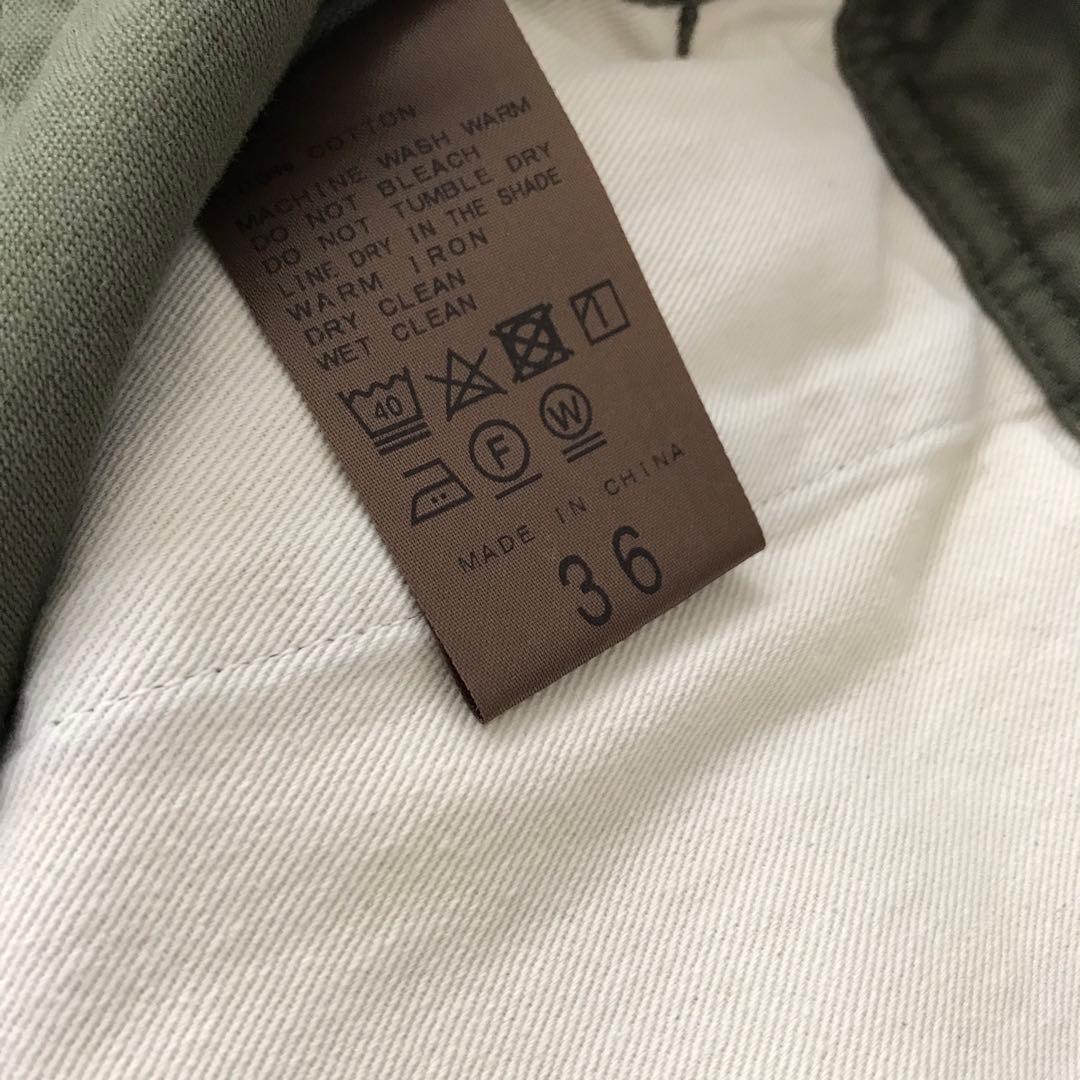 COTTON
MACHINE WASH WARM
DO NOT BLEACH
DO NOT TUMBLE DRY
LINE DRY IN THE SHADE
WARM IRON
DRY CLEAN
WET CLEAN
40
F W
MADE IN CHINA
36